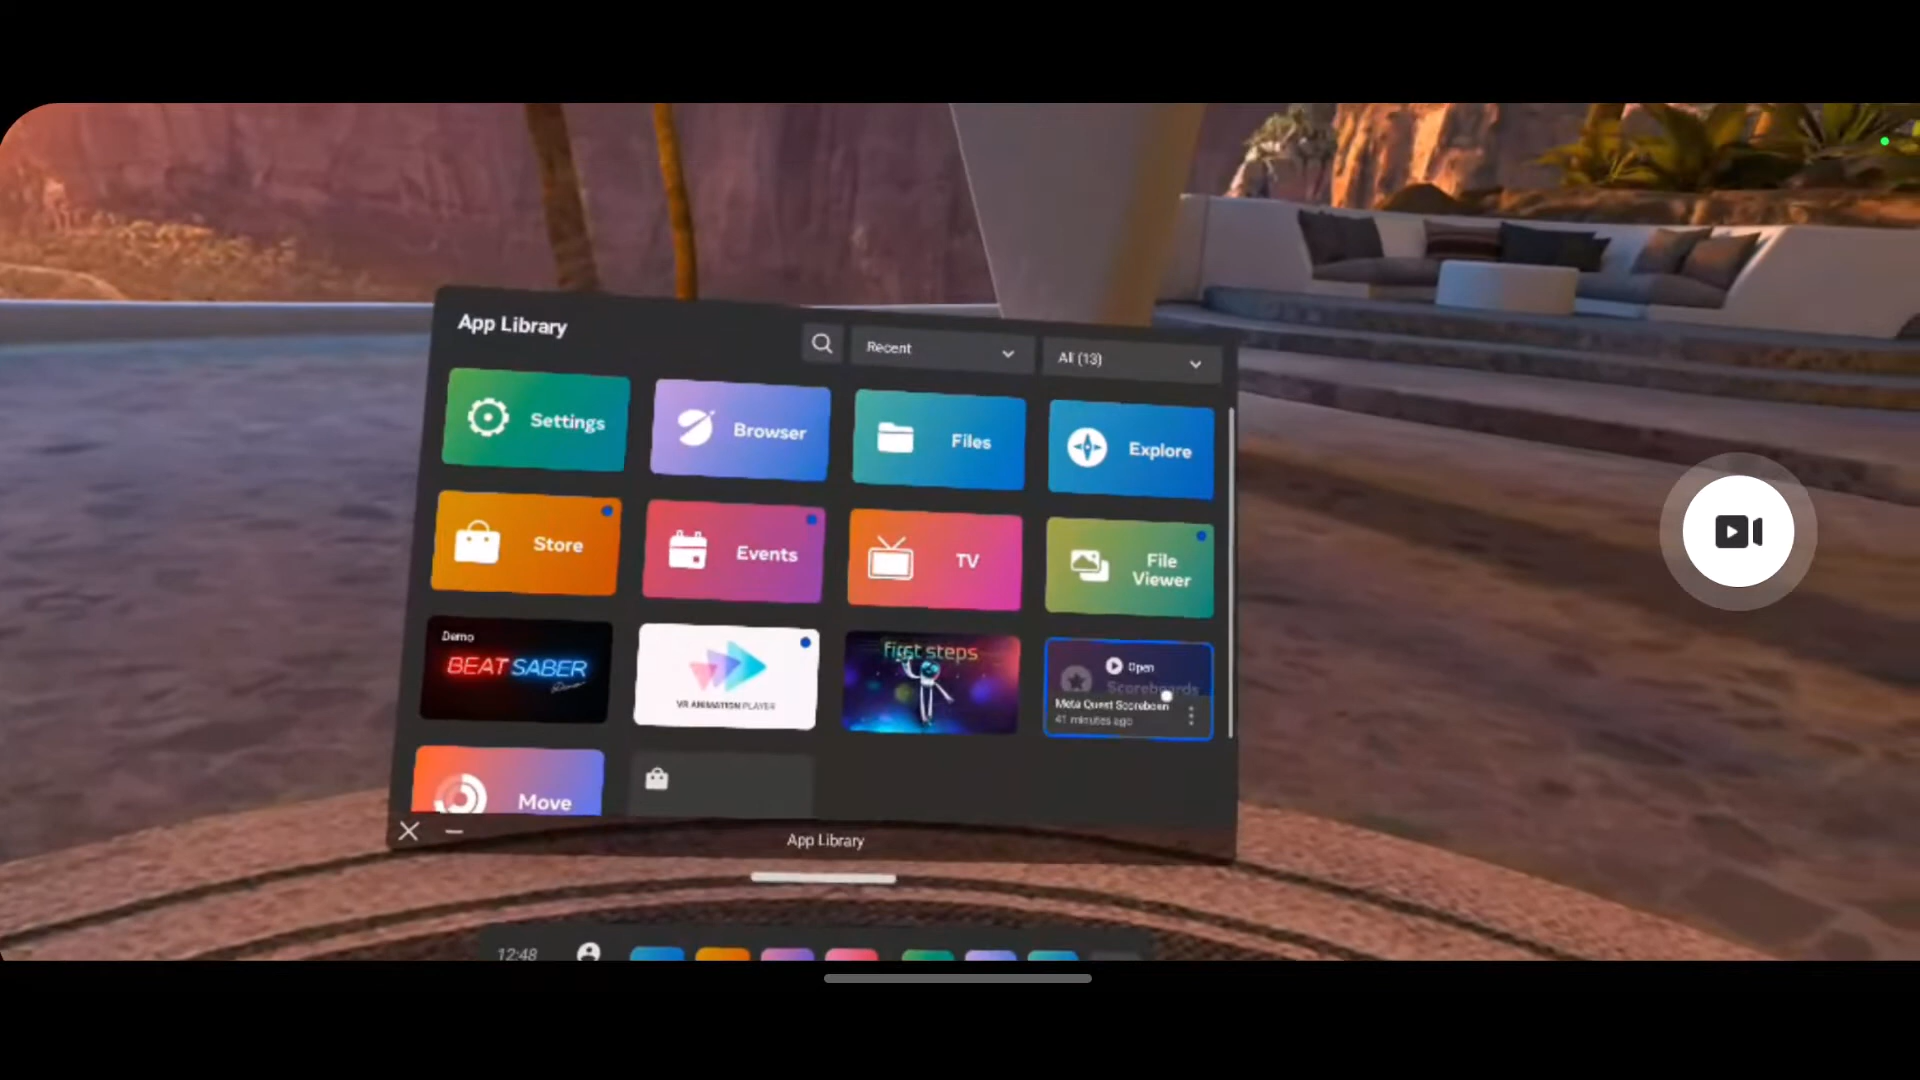 App Library
Recent
All (13)
Settings
Browser
Files
Explore
Store
Events
TV
File
Viewer
Demo
BEAT SABER
VR ANIMATION PLAYER
first steps
Open
Scoreboards
Meta Quest Scoreboar
41 minutes ago
Move
App Library
12:48